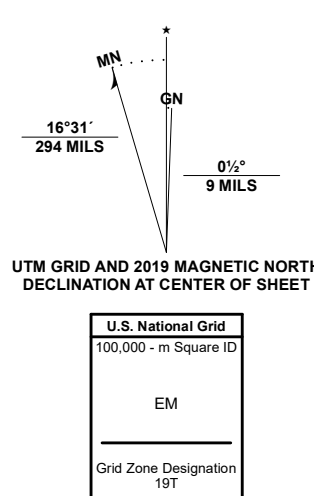 ★
MN
GN
16°31´
294 MILS
0½°
9 MILS
UTM GRID AND 2019 MAGNETIC NORTH
DECLINATION AT CENTER OF SHEET
U.S. National Grid
100,000 - m Square ID
EM
Grid Zone Designation
19T